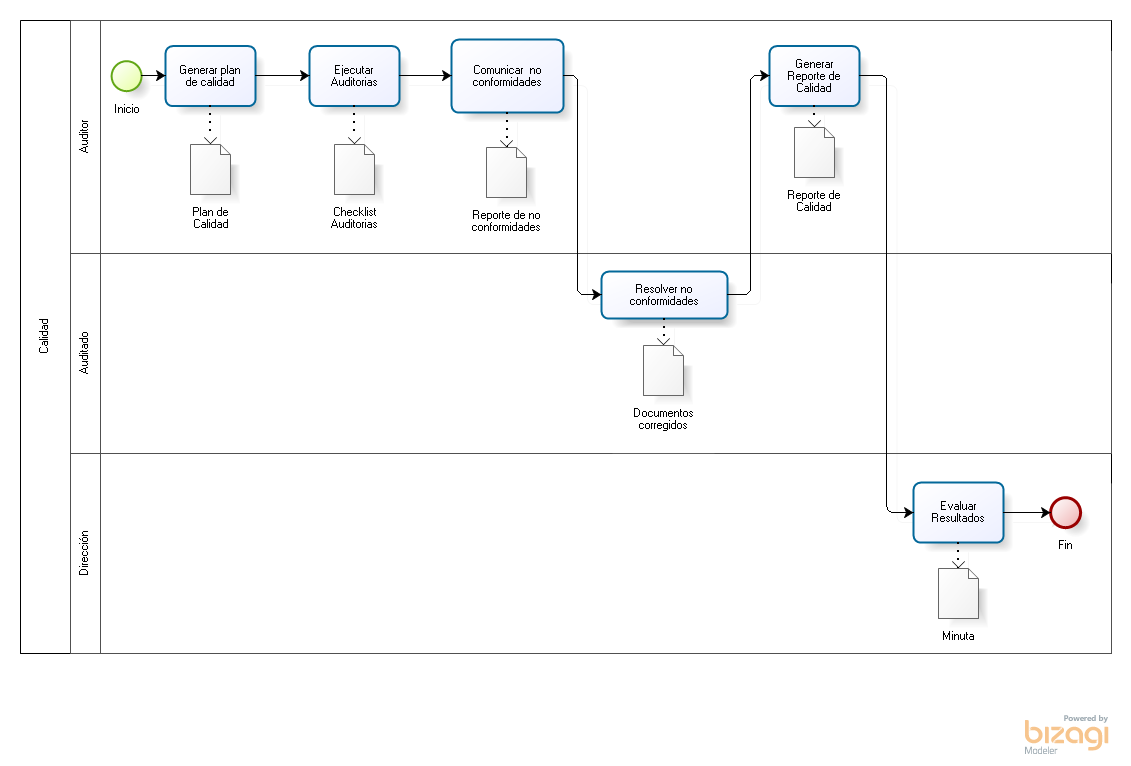 Calidad
Auditor
Inicio
Generar plan
de calidad
Plan de
Calidad
Ejecutar
Auditorias
Checklist
Auditorias
Comunicar no
conformidades
Reporte de no
conformidades
Generar
Reporte de
Calidad
Reporte de
Calidad
Auditado
Resolver no
conformidades
Documentos
corregidos
Dirección
Evaluar
Resultados
Minuta
Fin
Powered by
bizagi
Modeler